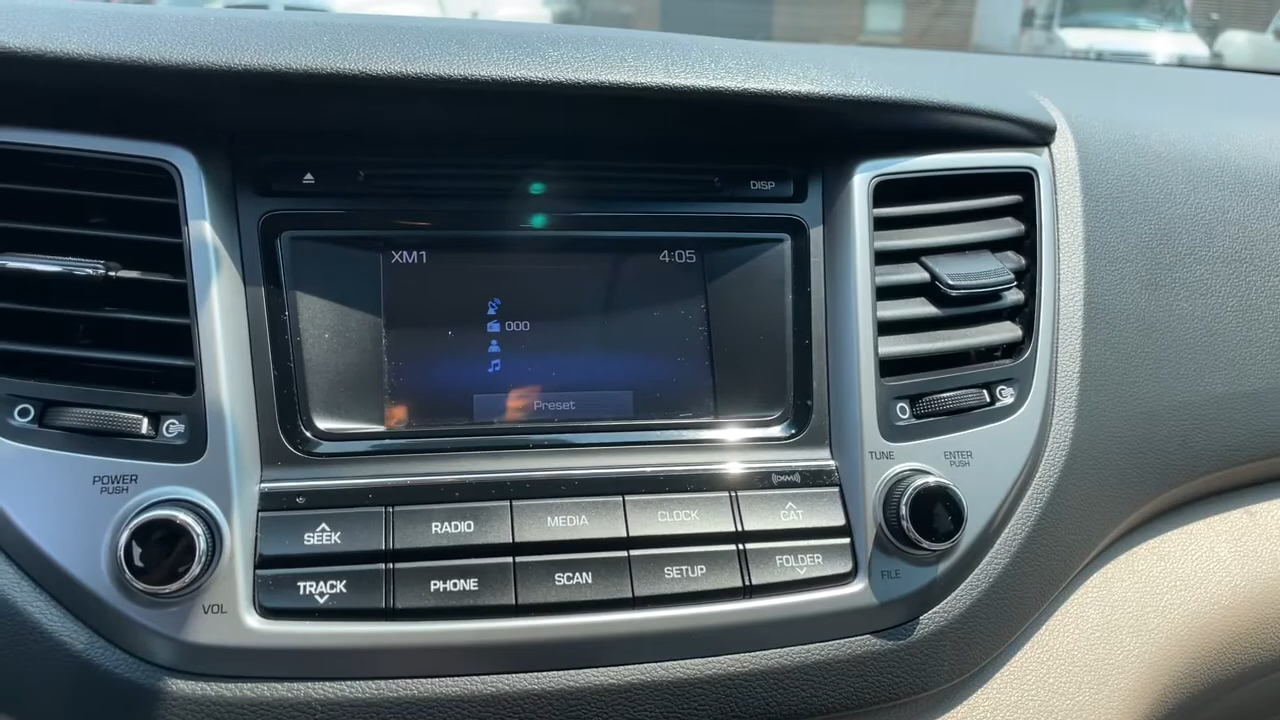 DISP
XM1 4:05
000
Preset
TUNE ENTER
PUSH
POWER
PUSH
((XM))
SEEK RADIO MEDIA CLOCK CAT
TRACK PHONE SCAN SETUP FOLDER
FILE
VOL